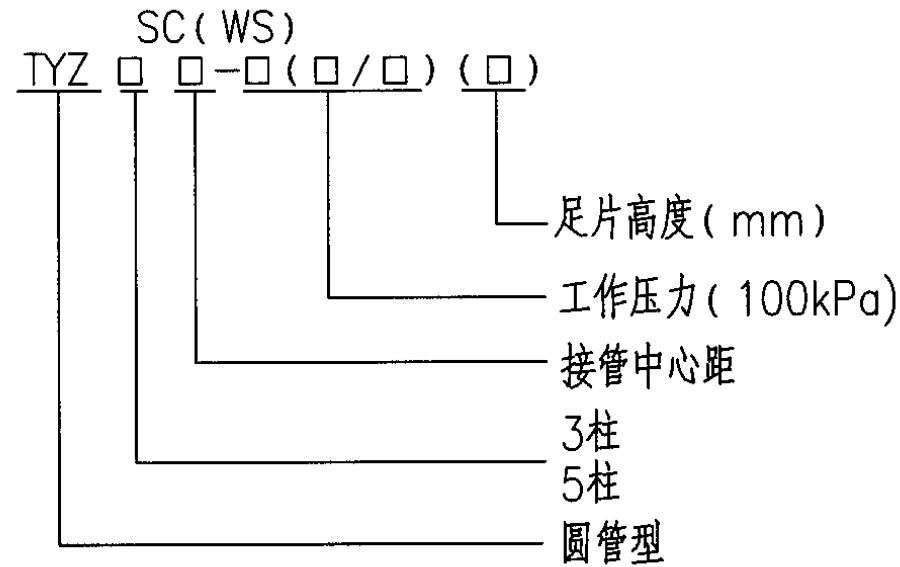 SC(WS)
TYZ□ □-□(□/□)(□)
足片高度(mm)
工作压力(100kPa)
接管中心距
3柱
5柱
圆管型